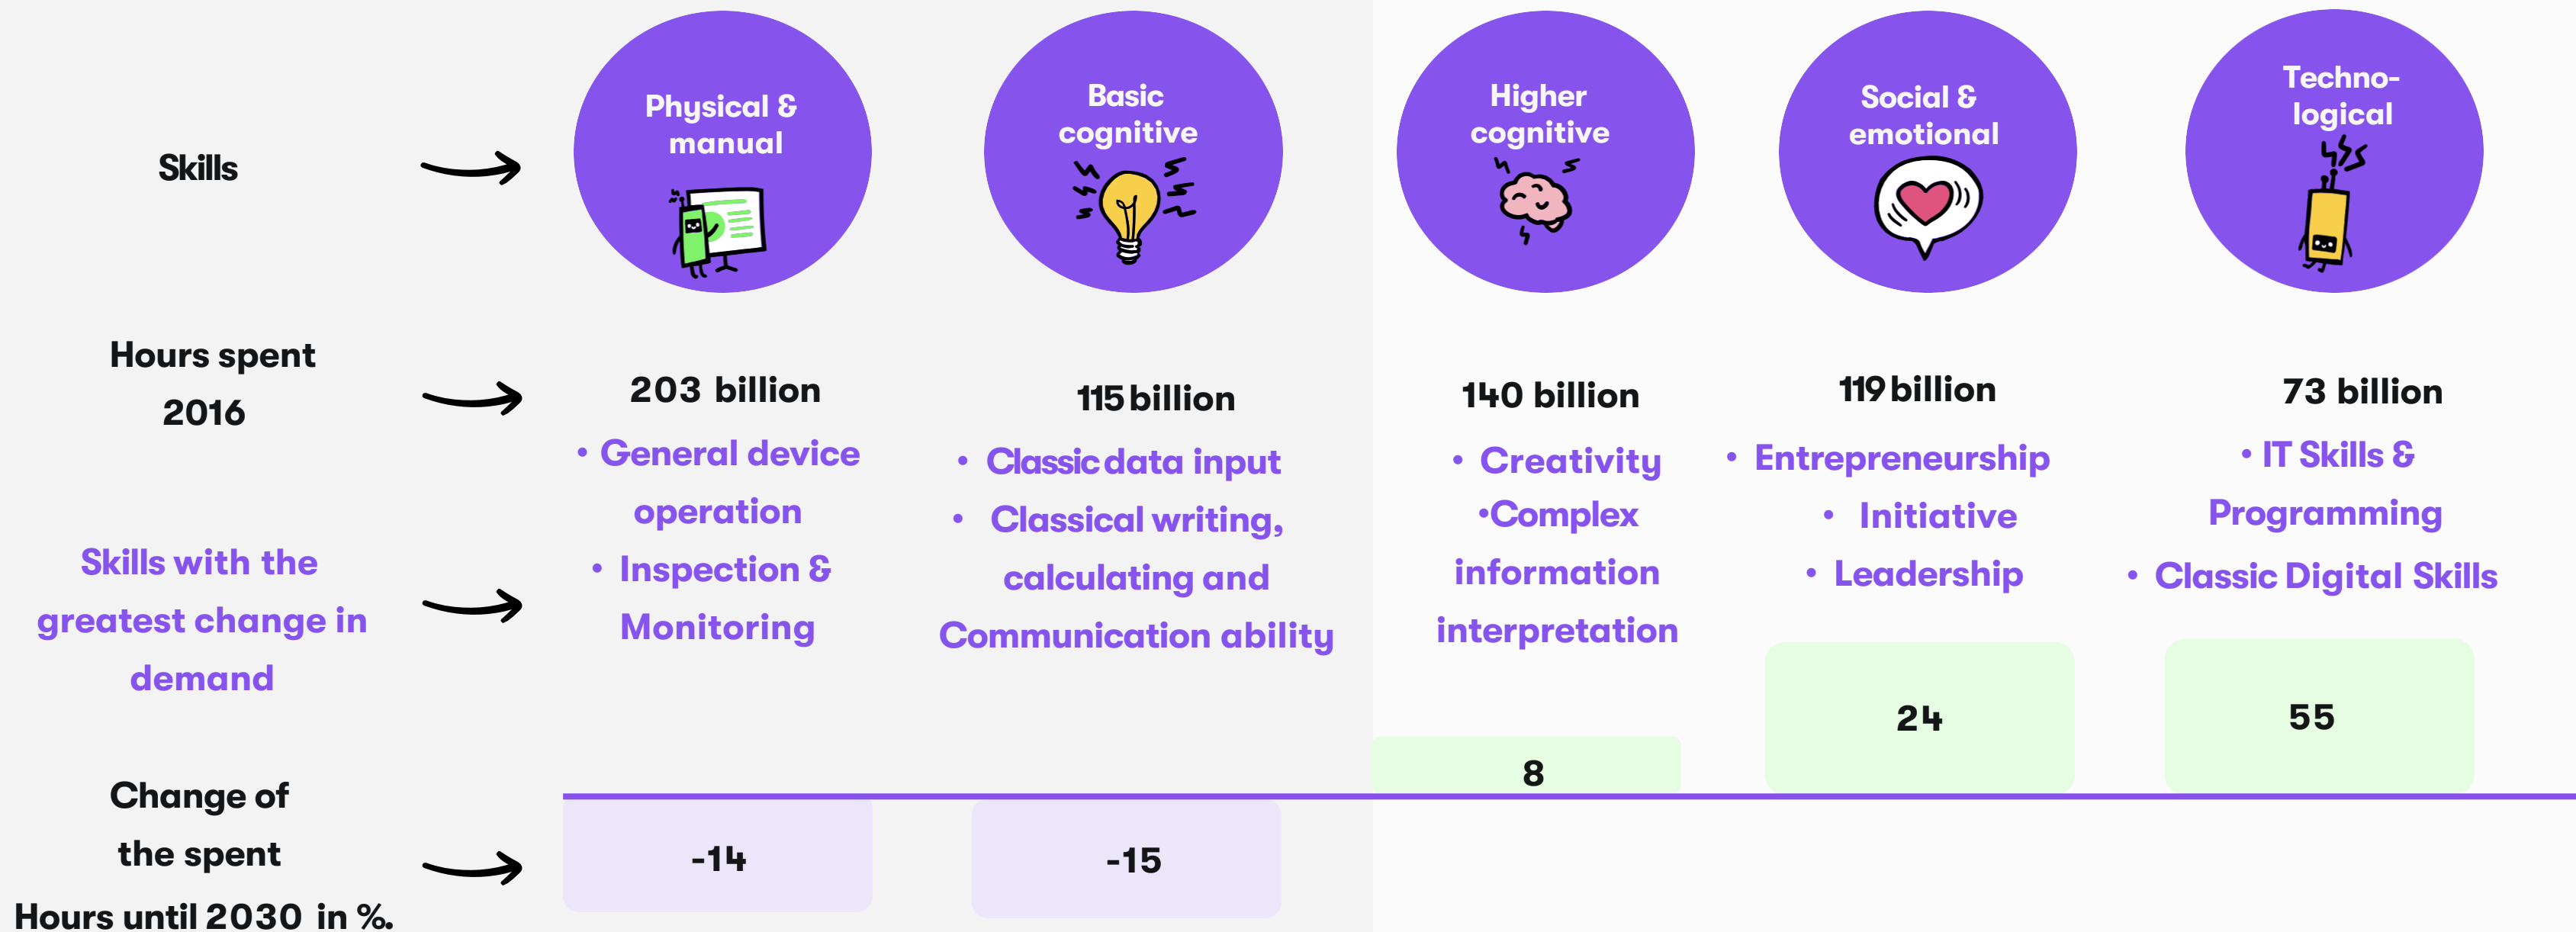 Skills
Physical &
manual
Basic
cognitive
Higher
cognitive
Social &
emotional
Techno-
logical
Hours spent
2016
203 billion
115 billion
140 billion
119 billion
73 billion
Skills with the
greatest change in
demand
• General device
operation
• Inspection &
Monitoring
• Classic data input
• Classical writing,
calculating and
Communication ability
• Creativity
•Complex
information
interpretation
• Entrepreneurship
• Initiative
• Leadership
• IT Skills &
Programming
• Classic Digital Skills
Change of
the spent
Hours until 2030 in %.
-14
-15
8
24
55